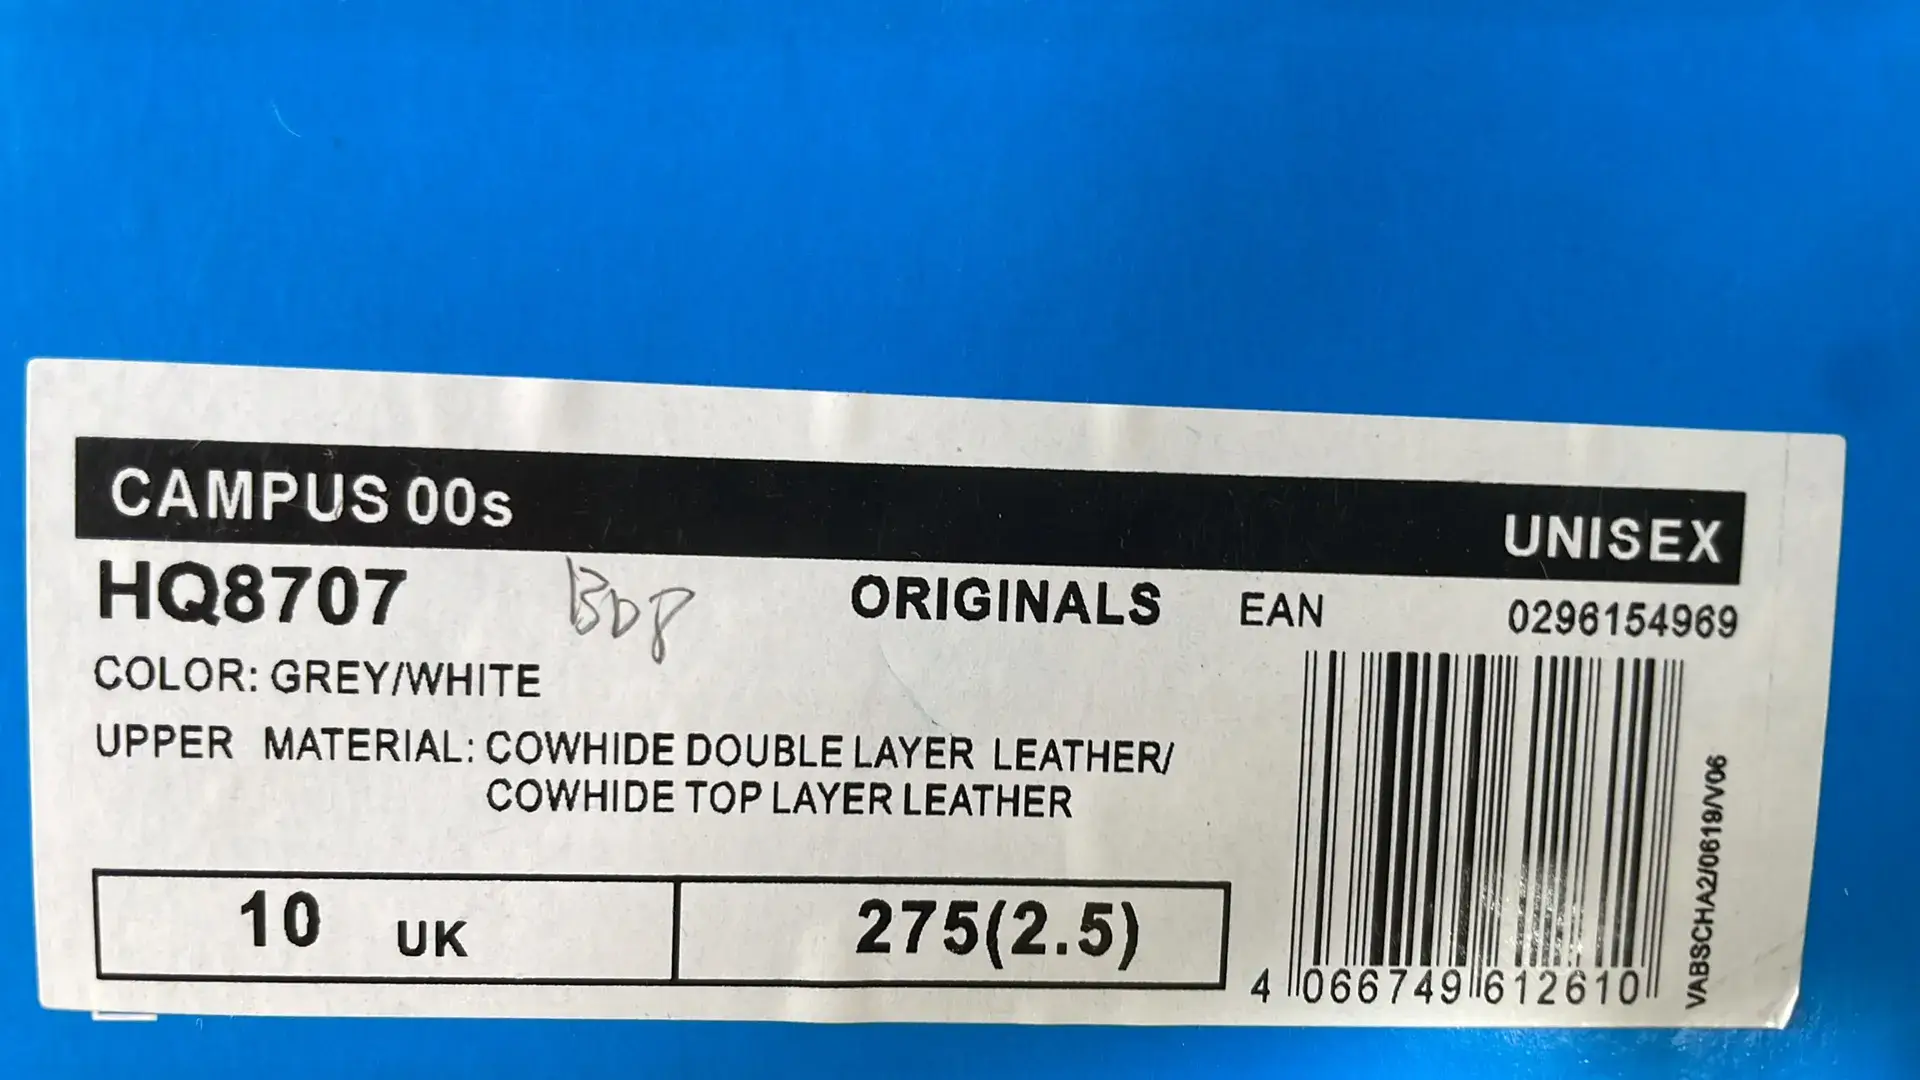 CAMPUS 00s
UNISEX
HQ8707
BD8
ORIGINALS
EAN
0296154969
COLOR: GREY/WHITE
UPPER MATERIAL: COWHIDE DOUBLE LAYER LEATHER/
COWHIDE TOP LAYER LEATHER
10 UK
275(2.5)
4 066749 612610
VABSCHA2/0619/V06